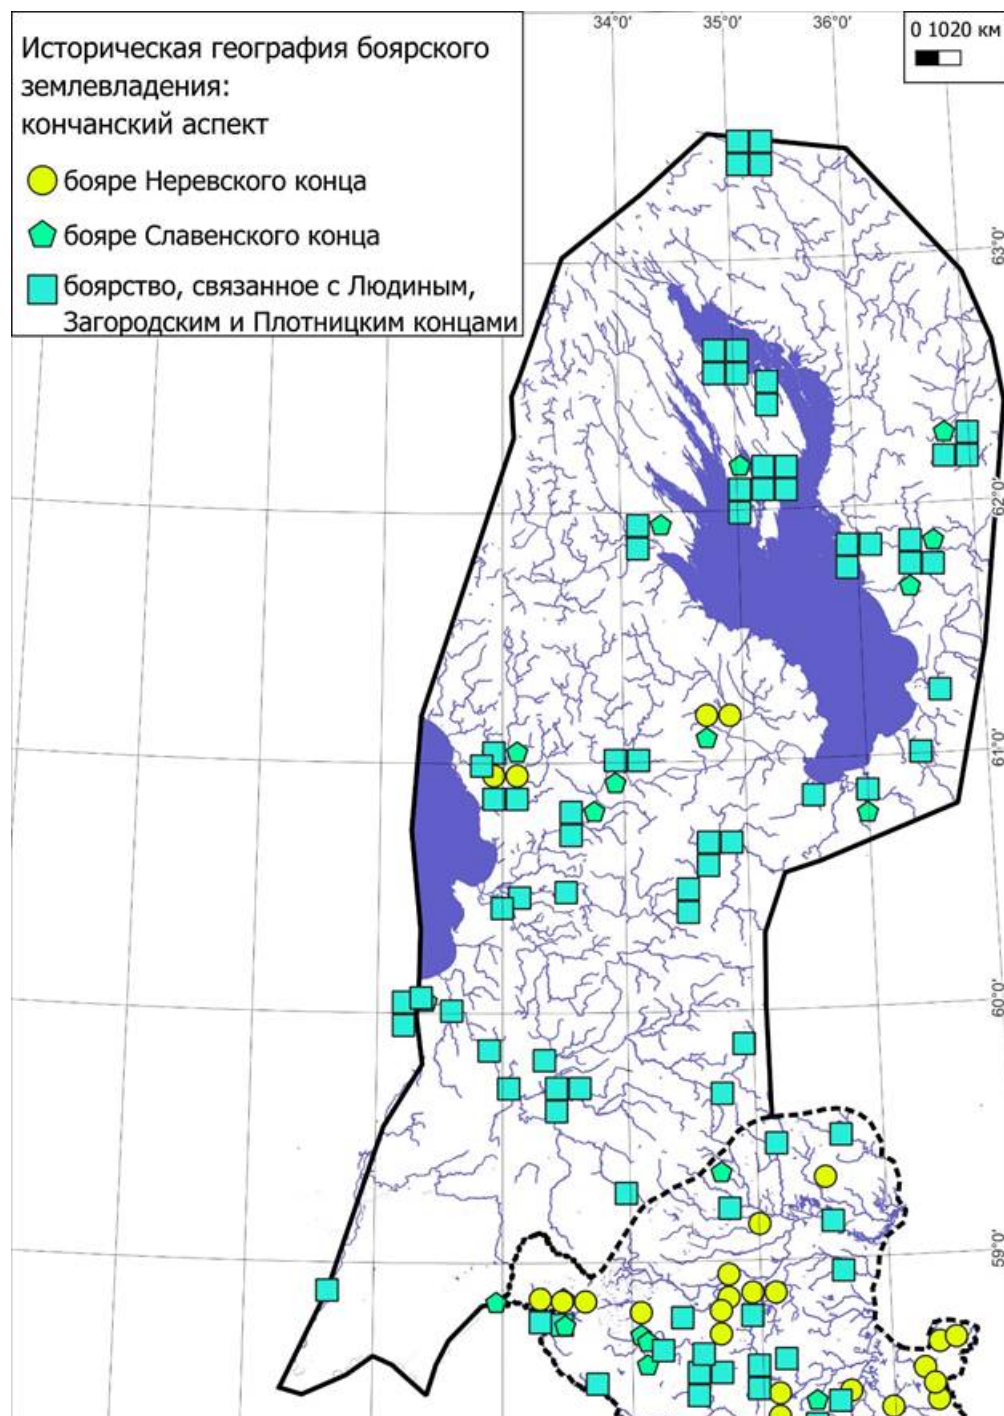 Историческая география боярского
землевладения:
кончанский аспект
бояре Неревского конца
бояре Славенского конца
боярство, связанное с Людиным,
Загородским и Плотницким концами
34°0' 35°0' 36°0'
0 1020 км
63°0'
62°0'
61°0'
60°0'
59°0'